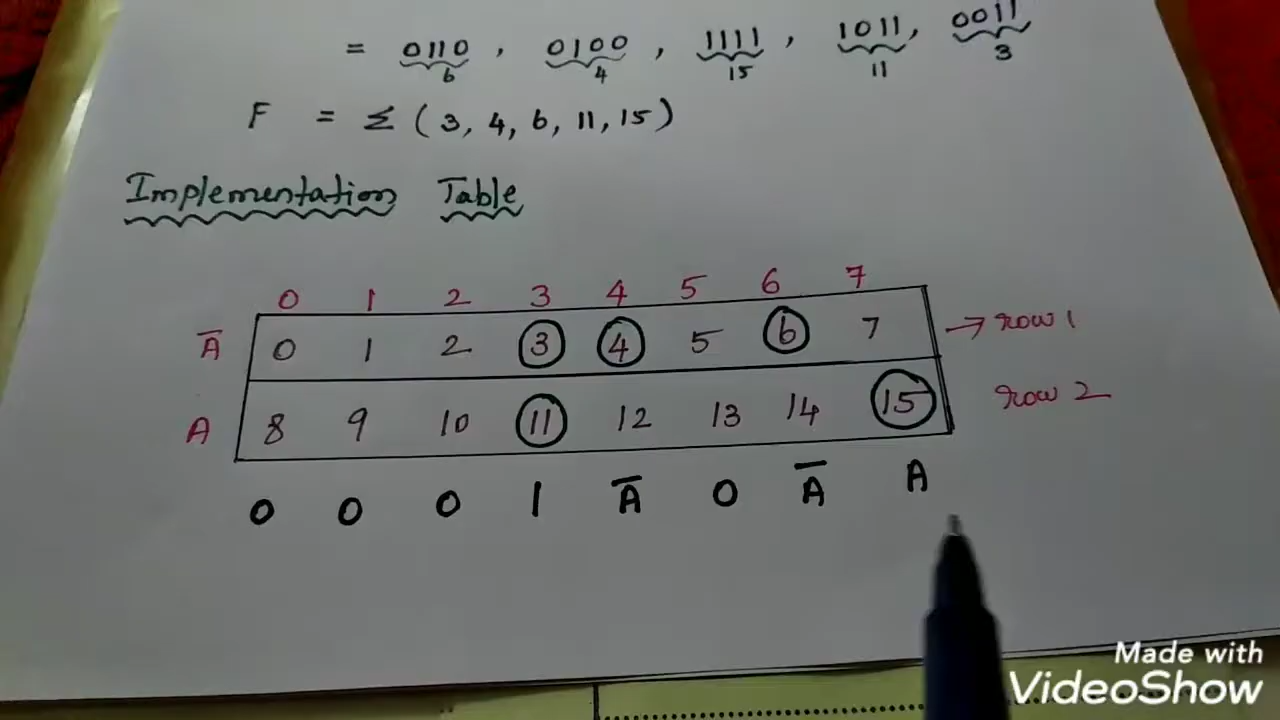 = 0110, 0100, 1111, 1011, 0011
6 4 15 11 3
F = Σ (3, 4, 6, 11, 15)
Implementation Table
0 1 2 3 4 5 6 7
Ā 0 1 2 3 4 5 6 7 → row 1
A 8 9 10 11 12 13 14 15 row 2
0 0 0 1 Ā 0 Ā A
Made with
VideoShow